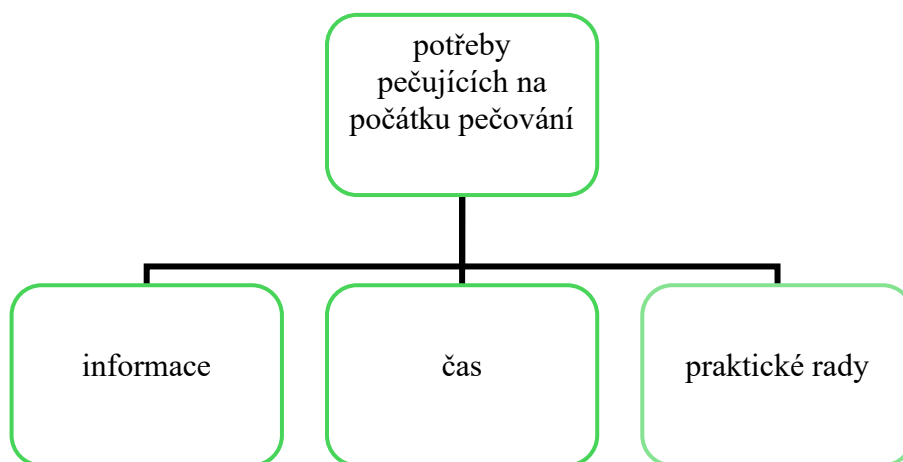 potřeby
pečujících na
počátku pečování
informace
čas
praktické rady